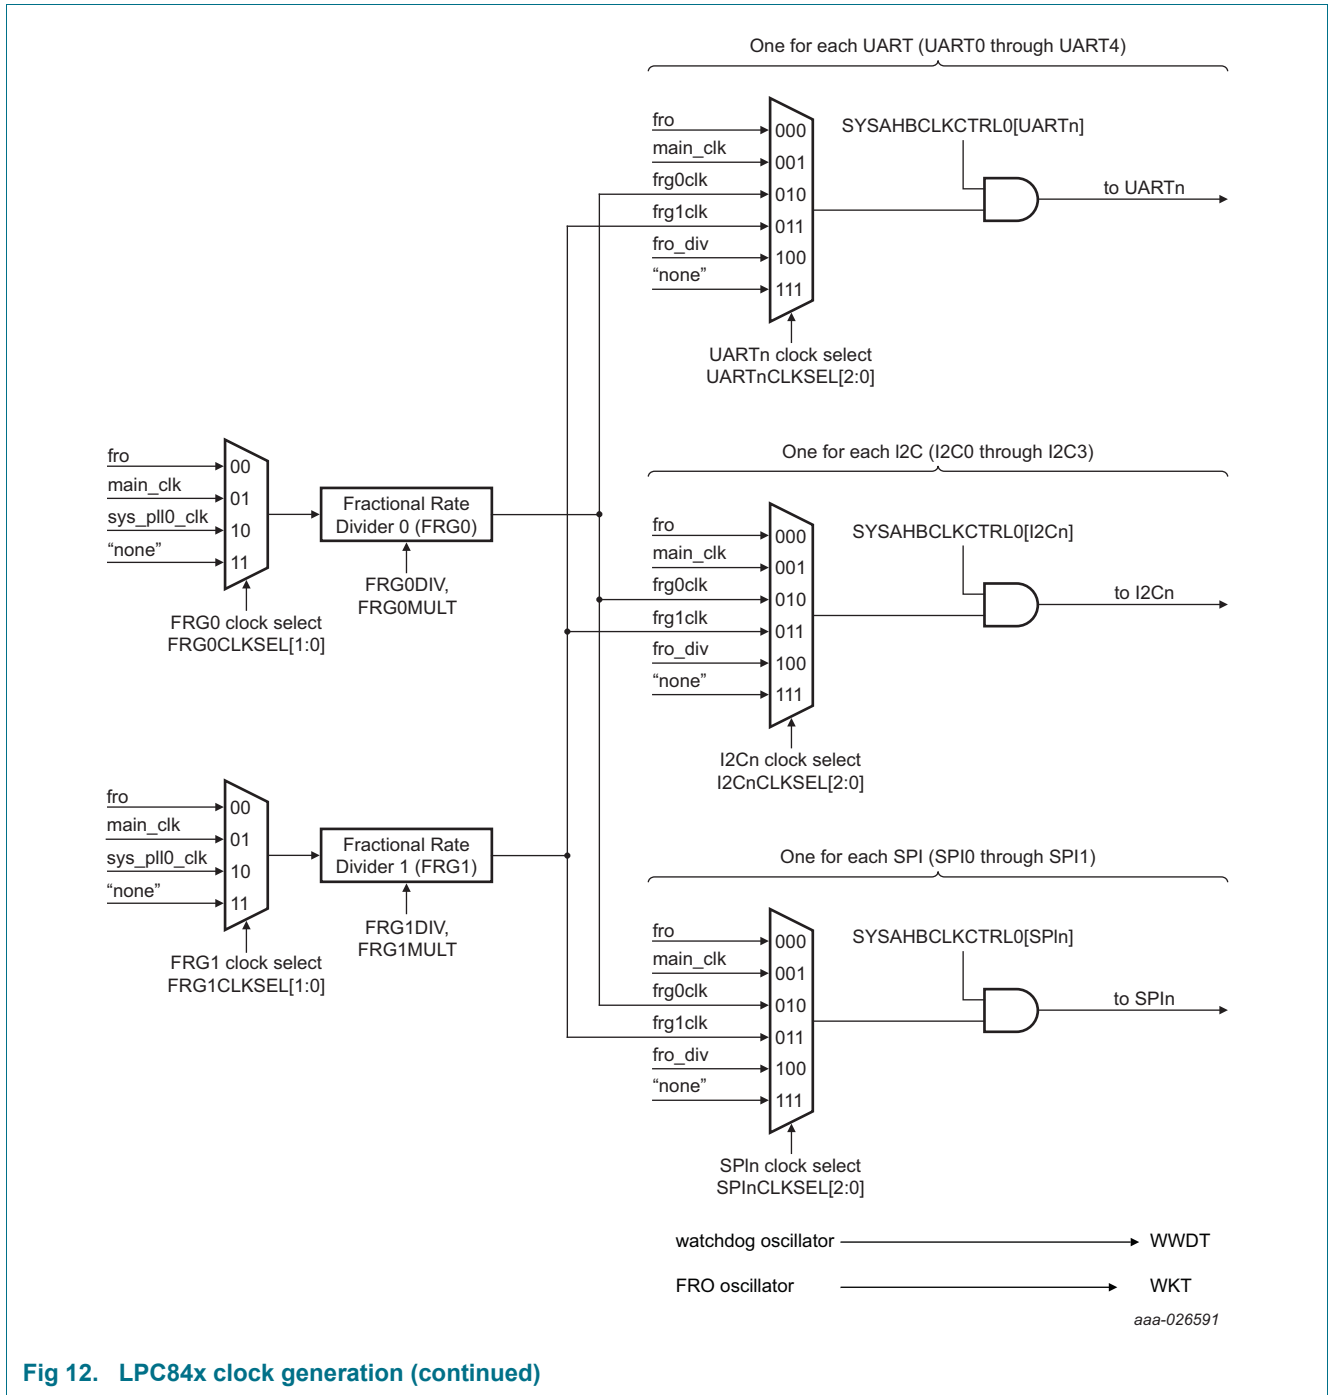 One for each UART (UART0 through UART4)
fro
000
SYSAHBCLKCTRL0[UARTn]
main_clk
001
frg0clk
010
to UARTn
frg1clk
011
fro_div
100
“none”
111
UARTn clock select
UARTnCLKSEL[2:0]
fro
00
main_clk
01
sys_pll0_clk
10
“none”
11
Fractional Rate
Divider 0 (FRG0)
FRG0DIV,
FRG0MULT
FRG0 clock select
FRG0CLKSEL[1:0]
One for each I2C (I2C0 through I2C3)
fro
000
SYSAHBCLKCTRL0[I2Cn]
main_clk
001
frg0clk
010
to I2Cn
frg1clk
011
fro_div
100
“none”
111
I2Cn clock select
I2CnCLKSEL[2:0]
fro
00
main_clk
01
sys_pll0_clk
10
“none”
11
Fractional Rate
Divider 1 (FRG1)
FRG1DIV,
FRG1MULT
FRG1 clock select
FRG1CLKSEL[1:0]
One for each SPI (SPI0 through SPI1)
fro
000
SYSAHBCLKCTRL0[SPIn]
main_clk
001
frg0clk
010
to SPIn
frg1clk
011
fro_div
100
“none”
111
SPIn clock select
SPInCLKSEL[2:0]
watchdog oscillator
WWDT
FRO oscillator
WKT
aaa-026591
Fig 12. LPC84x clock generation (continued)